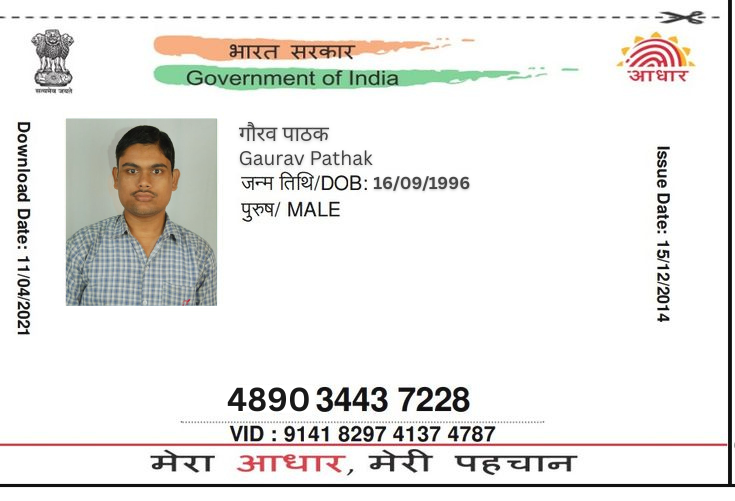 भारत सरकार
Government of India
सत्यमेव जयते
आधार
Download Date: 11/04/2021
गौरव पाठक
Gaurav Pathak
जन्म तिथि/DOB: 16/09/1996
पुरुष/ MALE
Issue Date: 15/12/2014
4890 3443 7228
VID : 9141 8297 4137 4787
मेरा आधार, मेरी पहचान